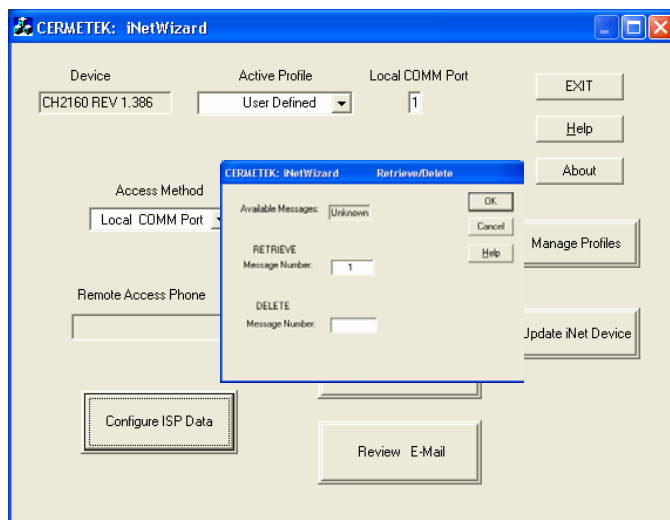 CERMETEK: iNetWizard
Device
Active Profile
Local COMM Port
CH2160 REV 1.386
User Defined
1
EXIT
Help
About
Access Method
Local COMM Port
Manage Profiles
Remote Access Phone
Update iNet Device
Configure ISP Data
Review E-Mail
CERMETEK: iNetWizard Retrieve/Delete
Available Messages: Unknown
OK
Cancel
Help
RETRIEVE
Message Number: 1
DELETE
Message Number: